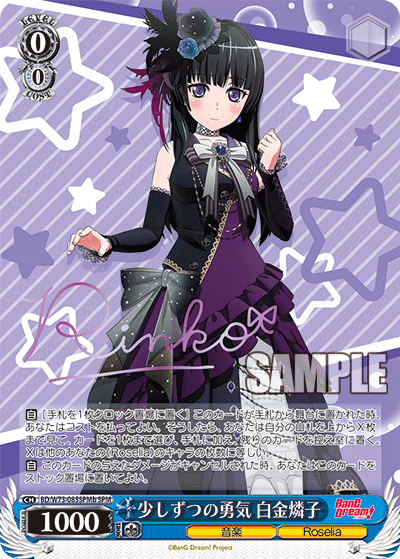 LEVEL
0
0
COST
Rinko
SAMPLE
自 [手札を1枚クロック置場に置く] このカードが手札から舞台に置かれた時、
あなたはコストを払ってよい。そうしたら、あなたは自分の山札を上からX枚
まで見て、カードを1枚まで選び、手札に加え、残りのカードを控え室に置く。
Xは他のあなたの《Roselia》のキャラの枚数に等しい。
自 このカードの与えたダメージがキャンセルされた時、あなたはこのカードを
ストック置場に置いてよい。
CH BD/W73-083SPMb SPM
1000
少しずつの勇気 白金燐子
BanG Dream!
音楽
Roselia
©BanG Dream! Project